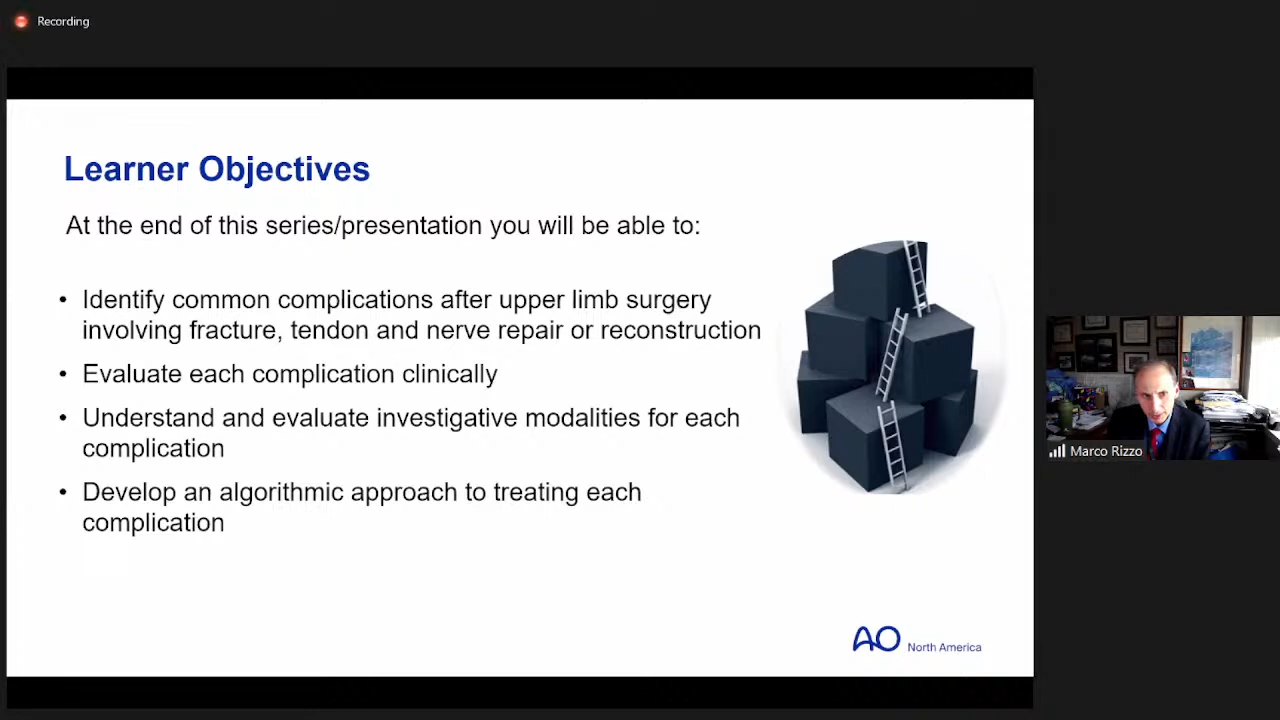 Recording
Learner Objectives
At the end of this series/presentation you will be able to:
• Identify common complications after upper limb surgery
involving fracture, tendon and nerve repair or reconstruction
• Evaluate each complication clinically
• Understand and evaluate investigative modalities for each
complication
• Develop an algorithmic approach to treating each
complication
AO North America
Marco Rizzo